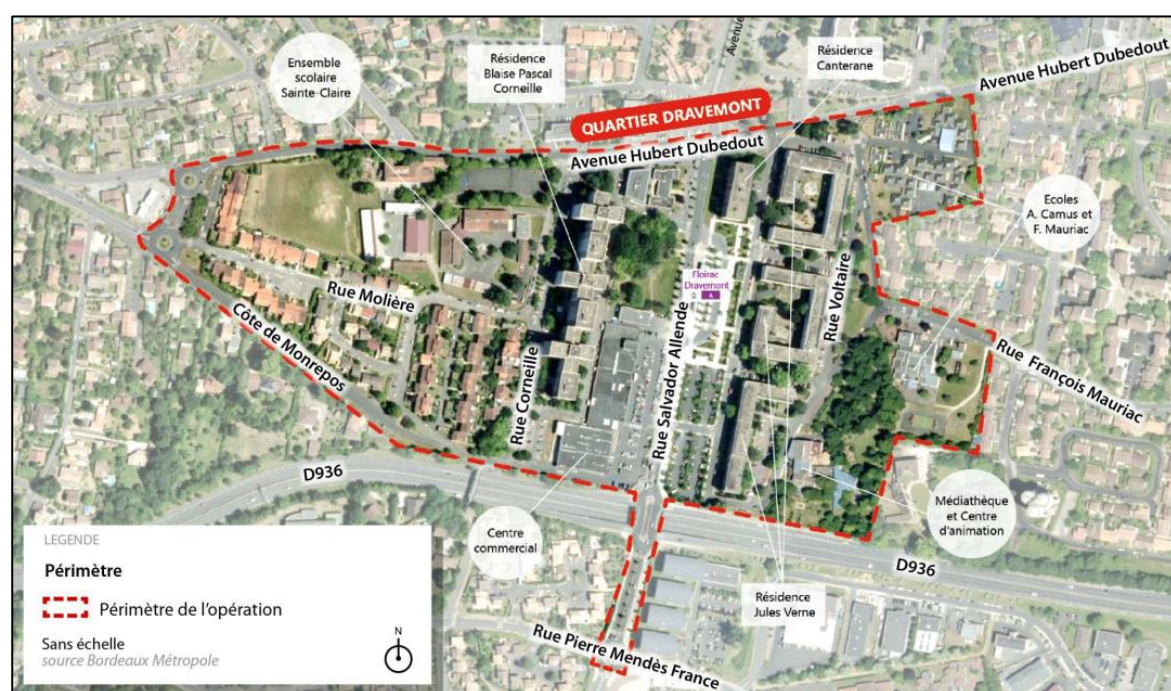 Avenue
Résidence
Canterane
Avenue Hubert Dubedout
Ensemble
scolaire
Sainte-Claire
Résidence
Blaise Pascal
Corneille
QUARTIER DRAVEMONT
Avenue Hubert Dubedout
Ecoles
A. Camus et
F. Mauriac
Floirac
Dravemont
A
Rue Molière
Côte de Monrepos
Rue Corneille
Rue Salvador Allende
Rue Voltaire
Rue François Mauriac
D936
Centre
commercial
Médiathèque
et Centre
d'animation
D936
Résidence
Jules Verne
Rue Pierre Mendès France
LEGENDE
Périmètre
Périmètre de l'opération
Sans échelle
source Bordeaux Métropole
N